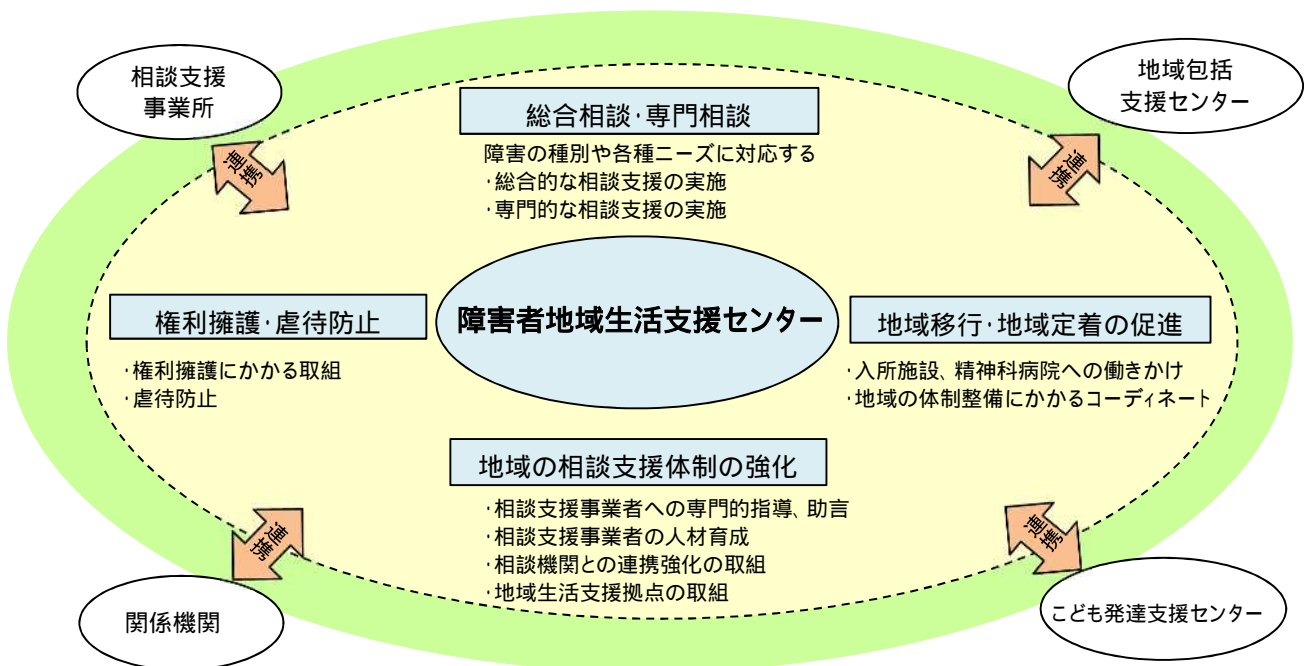 相談支援
事業所
地域包括
支援センター
連携
連携
総合相談・専門相談
障害の種別や各種ニーズに対応する
・総合的な相談支援の実施
・専門的な相談支援の実施
障害者地域生活支援センター
権利擁護・虐待防止
・権利擁護にかかる取組
・虐待防止
地域移行・地域定着の促進
・入所施設、精神科病院への働きかけ
・地域の体制整備にかかるコーディネート
地域の相談支援体制の強化
・相談支援事業者への専門的指導、助言
・相談支援事業者の人材育成
・相談機関との連携強化の取組
・地域生活支援拠点の取組
連携
連携
関係機関
こども発達支援センター